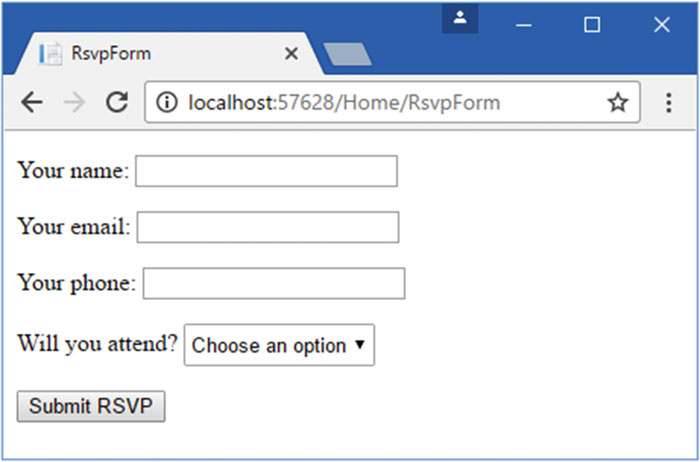 RsvpForm
localhost:57628/Home/RsvpForm
Your name:
Your email:
Your phone:
Will you attend? Choose an option
Submit RSVP